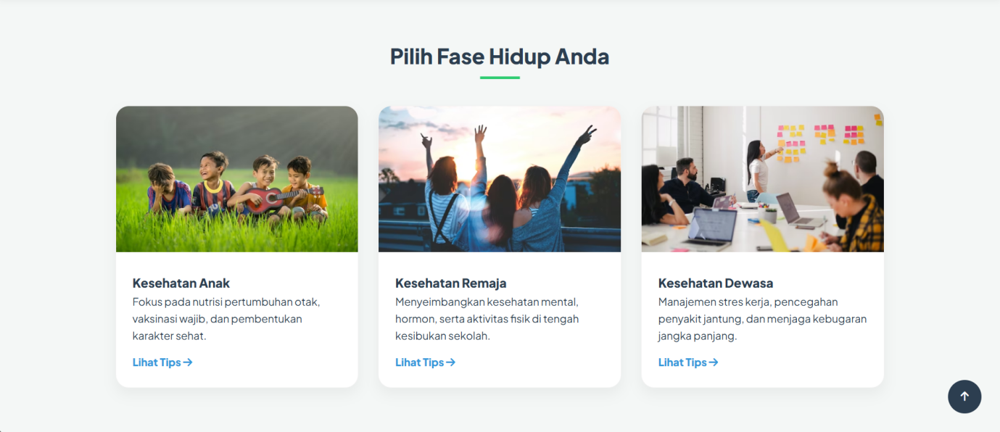 Pilih Fase Hidup Anda
Kesehatan Anak
Fokus pada nutrisi pertumbuhan otak,
vaksinasi wajib, dan pembentukan
karakter sehat.
Lihat Tips →
Kesehatan Remaja
Menyeimbangkan kesehatan mental,
hormon, serta aktivitas fisik di tengah
kesibukan sekolah.
Lihat Tips →
Kesehatan Dewasa
Manajemen stres kerja, pencegahan
penyakit jantung, dan menjaga kebugaran
jangka panjang.
Lihat Tips →